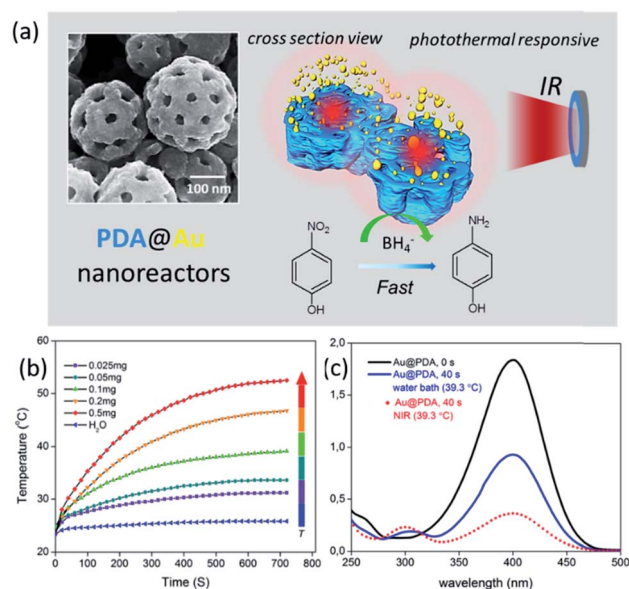 (a)
cross section view
photothermal responsive
IR
100 nm
PDA@Au
nanoreactors
NO₂
OH
BH₄⁻
Fast
NH₂
OH
(b)
Temperature (°C)
60
50
40
30
20
0.025mg
0.05mg
0.1mg
0.2mg
0.5mg
H₂O
T
0 100 200 300 400 500 600 700 800
Time (S)
(c)
2,0
1,5
1,0
0,5
0,0
Au@PDA, 0 s
Au@PDA, 40 s
water bath (39.3 °C)
Au@PDA, 40 s
NIR (39.3 °C)
250 300 350 400 450 500
wavelength (nm)